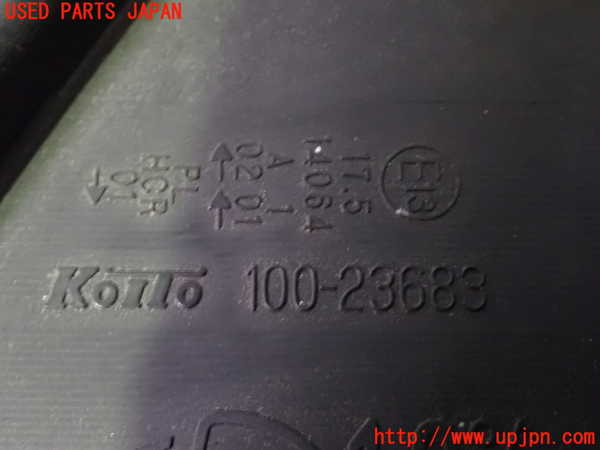 USED PARTS JAPAN
E13
17.5
14064
A 1
02 01
PL
HCR
01
KOITO 100-23683
http://www.upjpn.com/